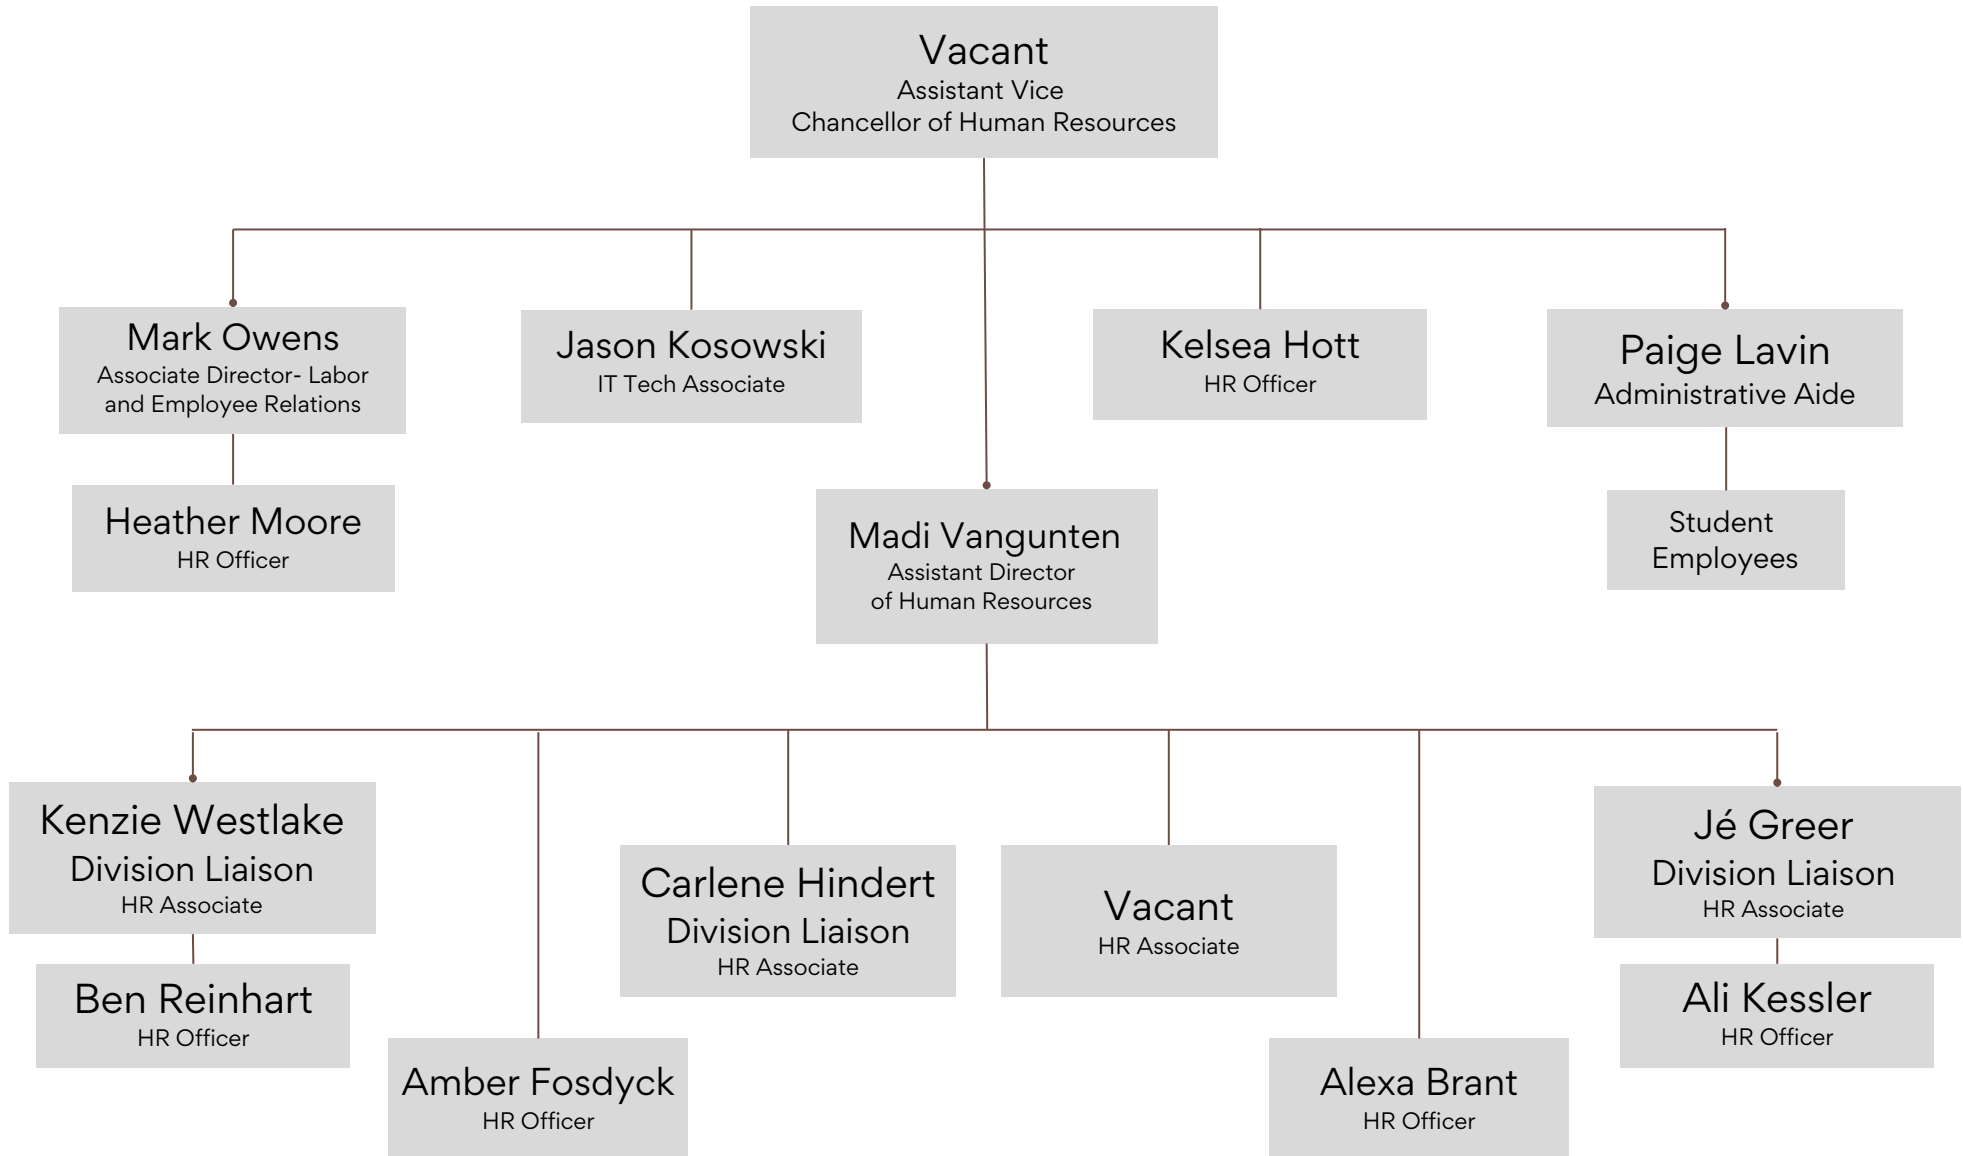 Vacant
Assistant Vice
Chancellor of Human Resources
Mark Owens
Associate Director- Labor
and Employee Relations
Jason Kosowski
IT Tech Associate
Kelsea Hott
HR Officer
Paige Lavin
Administrative Aide
Heather Moore
HR Officer
Madi Vangunten
Assistant Director
of Human Resources
Student
Employees
Kenzie Westlake
Division Liaison
HR Associate
Carlene Hindert
Division Liaison
HR Associate
Vacant
HR Associate
Jé Greer
Division Liaison
HR Associate
Ben Reinhart
HR Officer
Amber Fosdyck
HR Officer
Alexa Brant
HR Officer
Ali Kessler
HR Officer